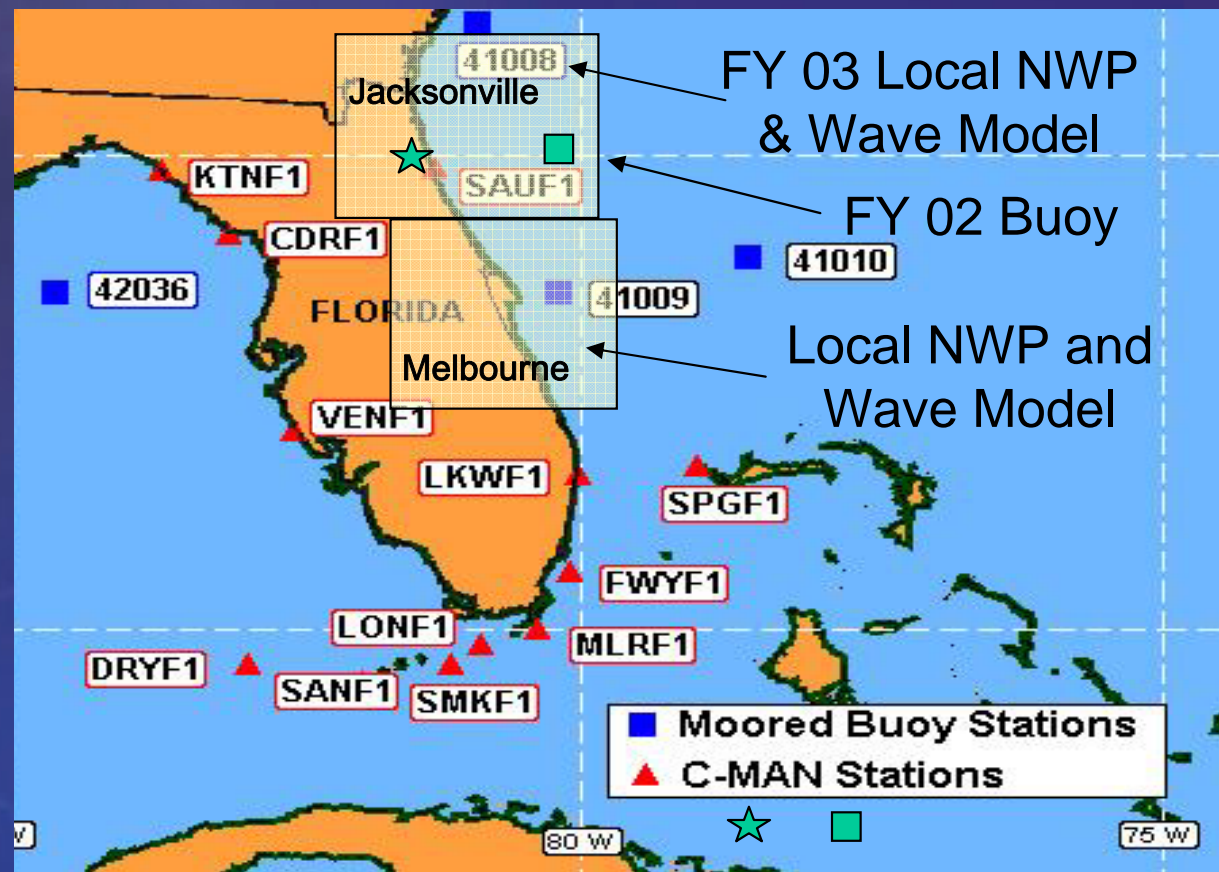 41008
FY 03 Local NWP
& Wave Model
Jacksonville
KTNF1
SAUF1
FY 02 Buoy
CDRF1
41010
42036
41009
FLORIDA
Local NWP and
Wave Model
Melbourne
VENF1
LKWF1
SPGF1
FWYF1
LONF1
MLRF1
DRYF1
SANF1
SMKF1
Moored Buoy Stations
C-MAN Stations
W
80 W
75 W